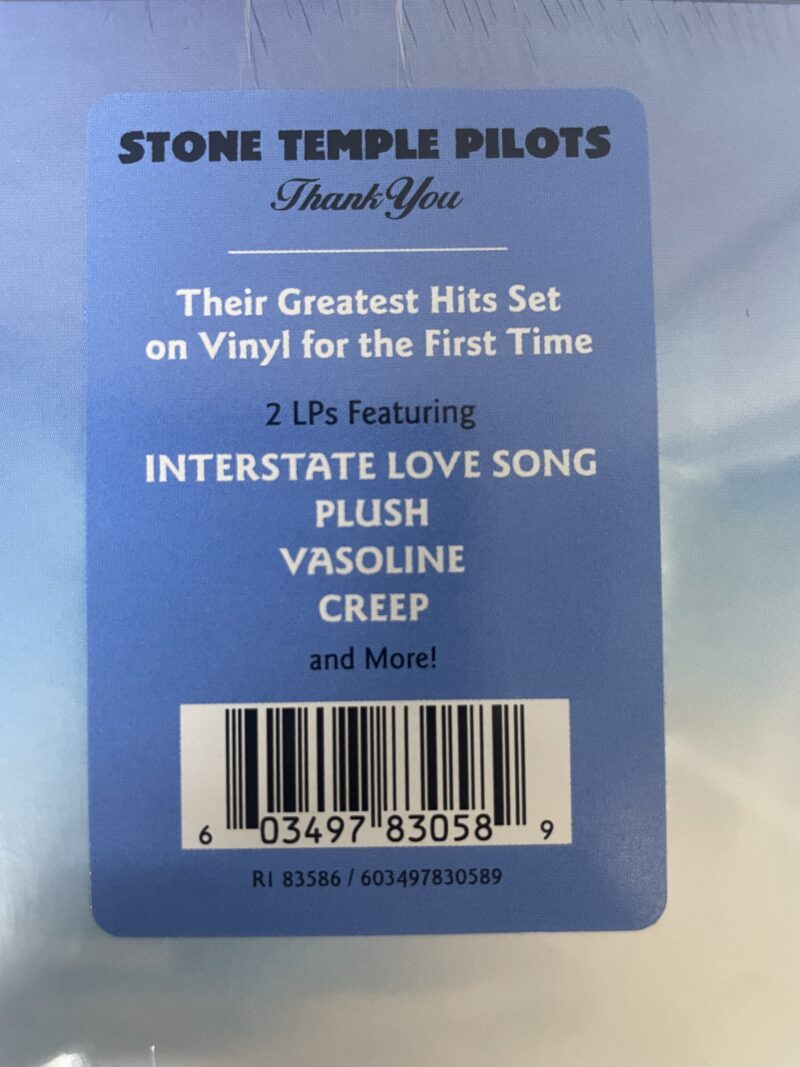 STONE TEMPLE PILOTS
Thank You
Their Greatest Hits Set
on Vinyl for the First Time
2 LPs Featuring
INTERSTATE LOVE SONG
PLUSH
VASOLINE
CREEP
and More!
6 03497 83058 9
RI 83586 / 603497830589